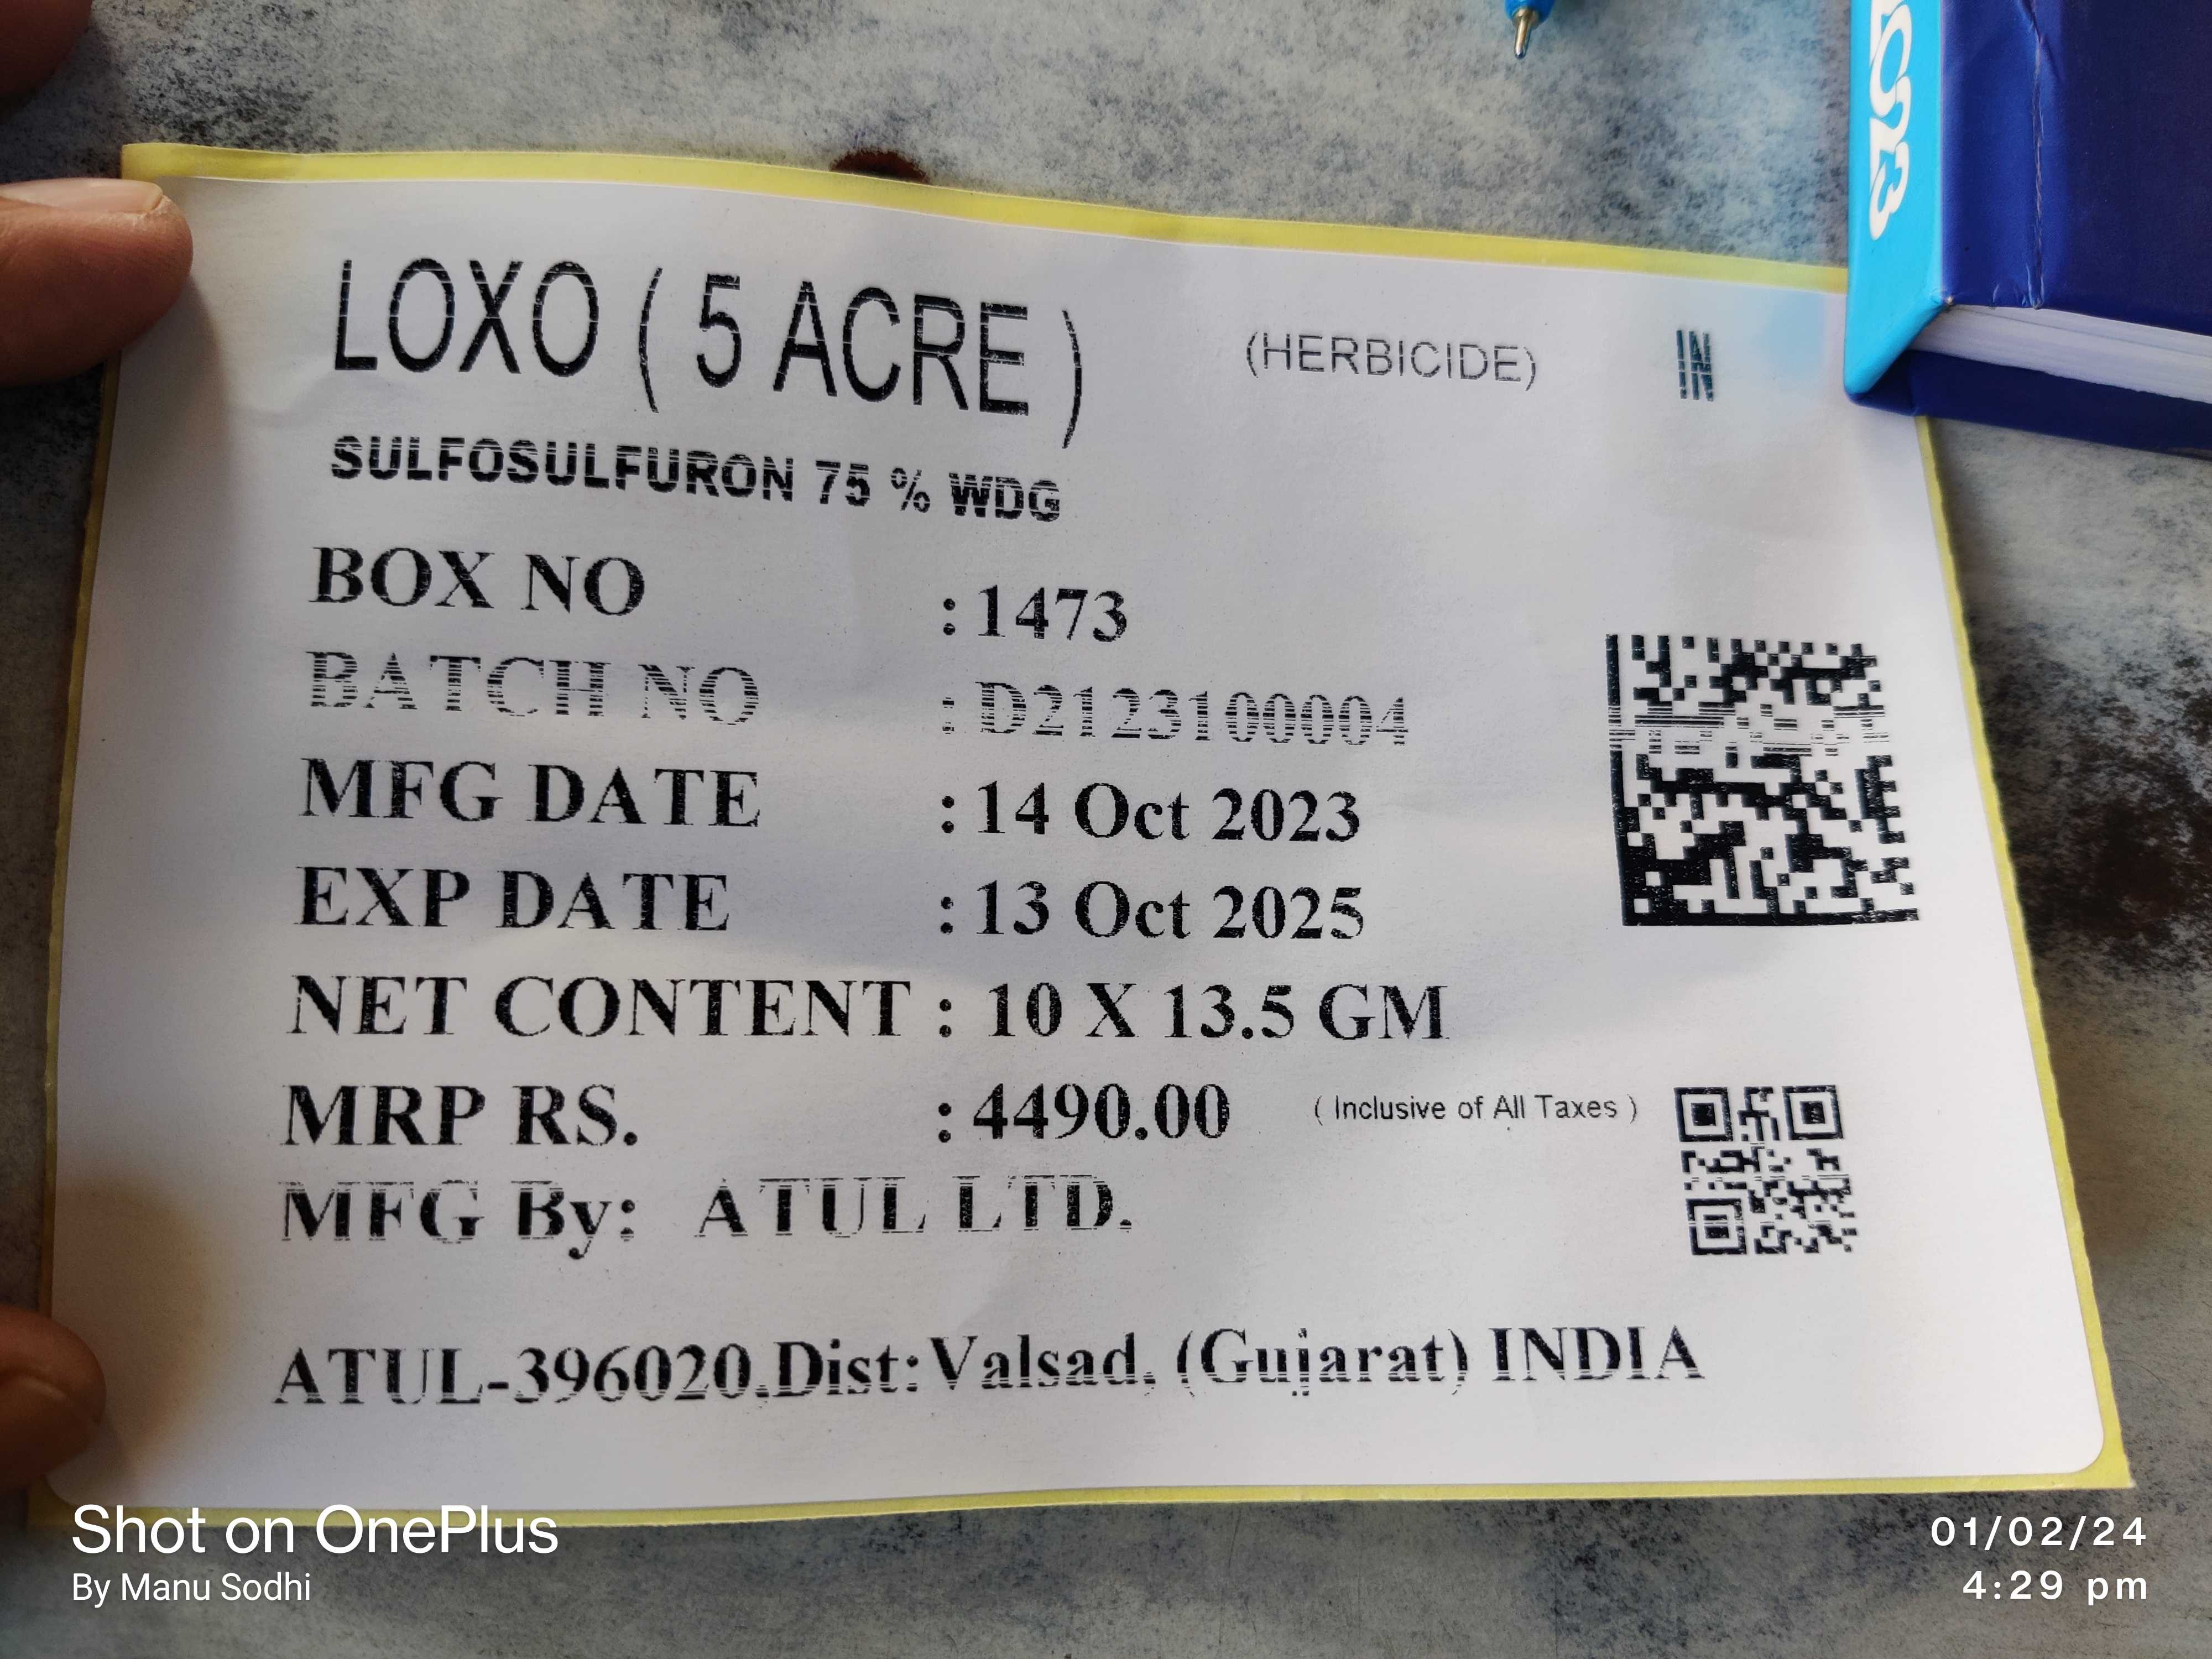 2023
LOXO ( 5 ACRE ) (HERBICIDE) IN
SULFOSULFURON 75 % WDG
BOX NO : 1473
BATCH NO : D2123100004
MFG DATE : 14 Oct 2023
EXP DATE : 13 Oct 2025
NET CONTENT : 10 X 13.5 GM
MRP RS. : 4490.00 ( Inclusive of All Taxes )
MFG By: ATUL LTD.
ATUL-396020,Dist:Valsad, (Gujarat) INDIA
Shot on OnePlus
By Manu Sodhi
01/02/24
4:29 pm